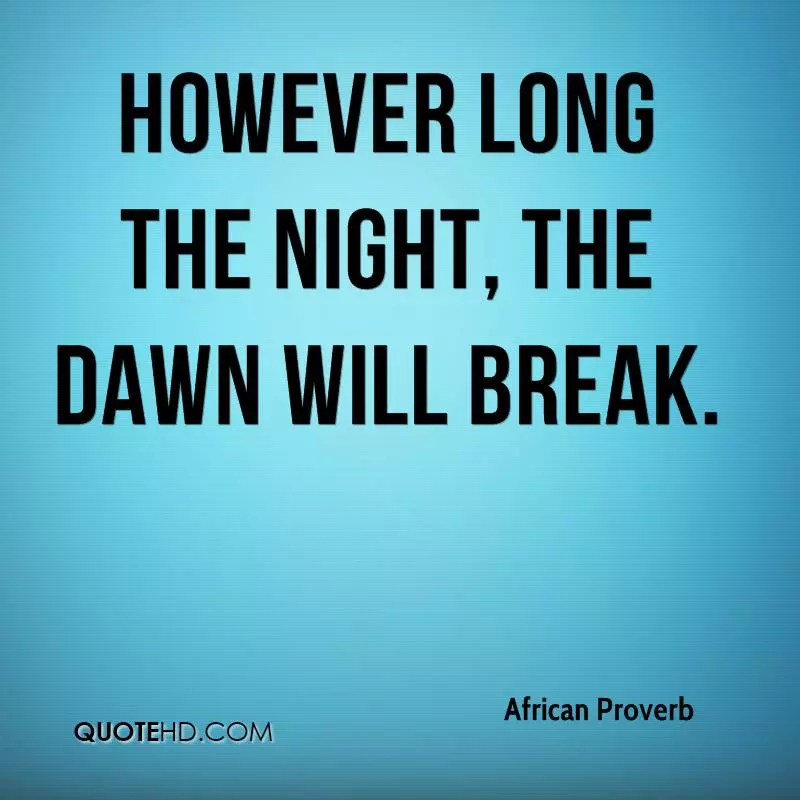 HOWEVER LONG
THE NIGHT, THE
DAWN WILL BREAK.
African Proverb
QUOTEHD.COM